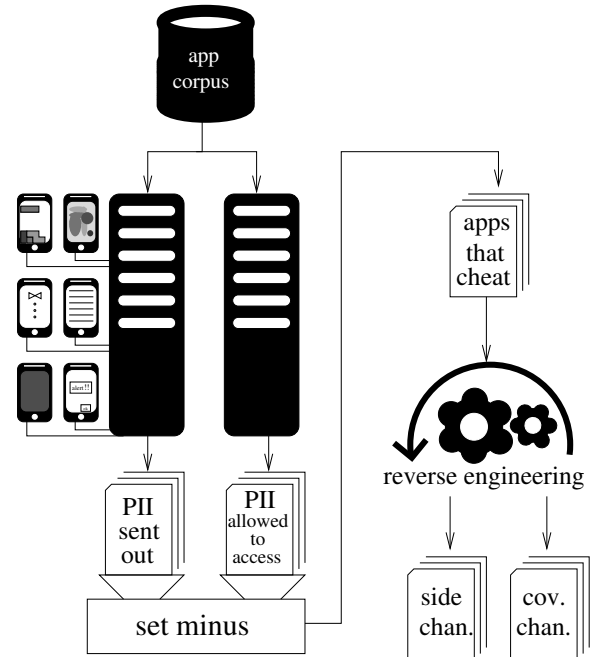 app
corpus
apps
that
cheat
alert!!
ok
reverse engineering
PII
sent
out
PII
allowed
to
access
set minus
side
chan.
cov.
chan.